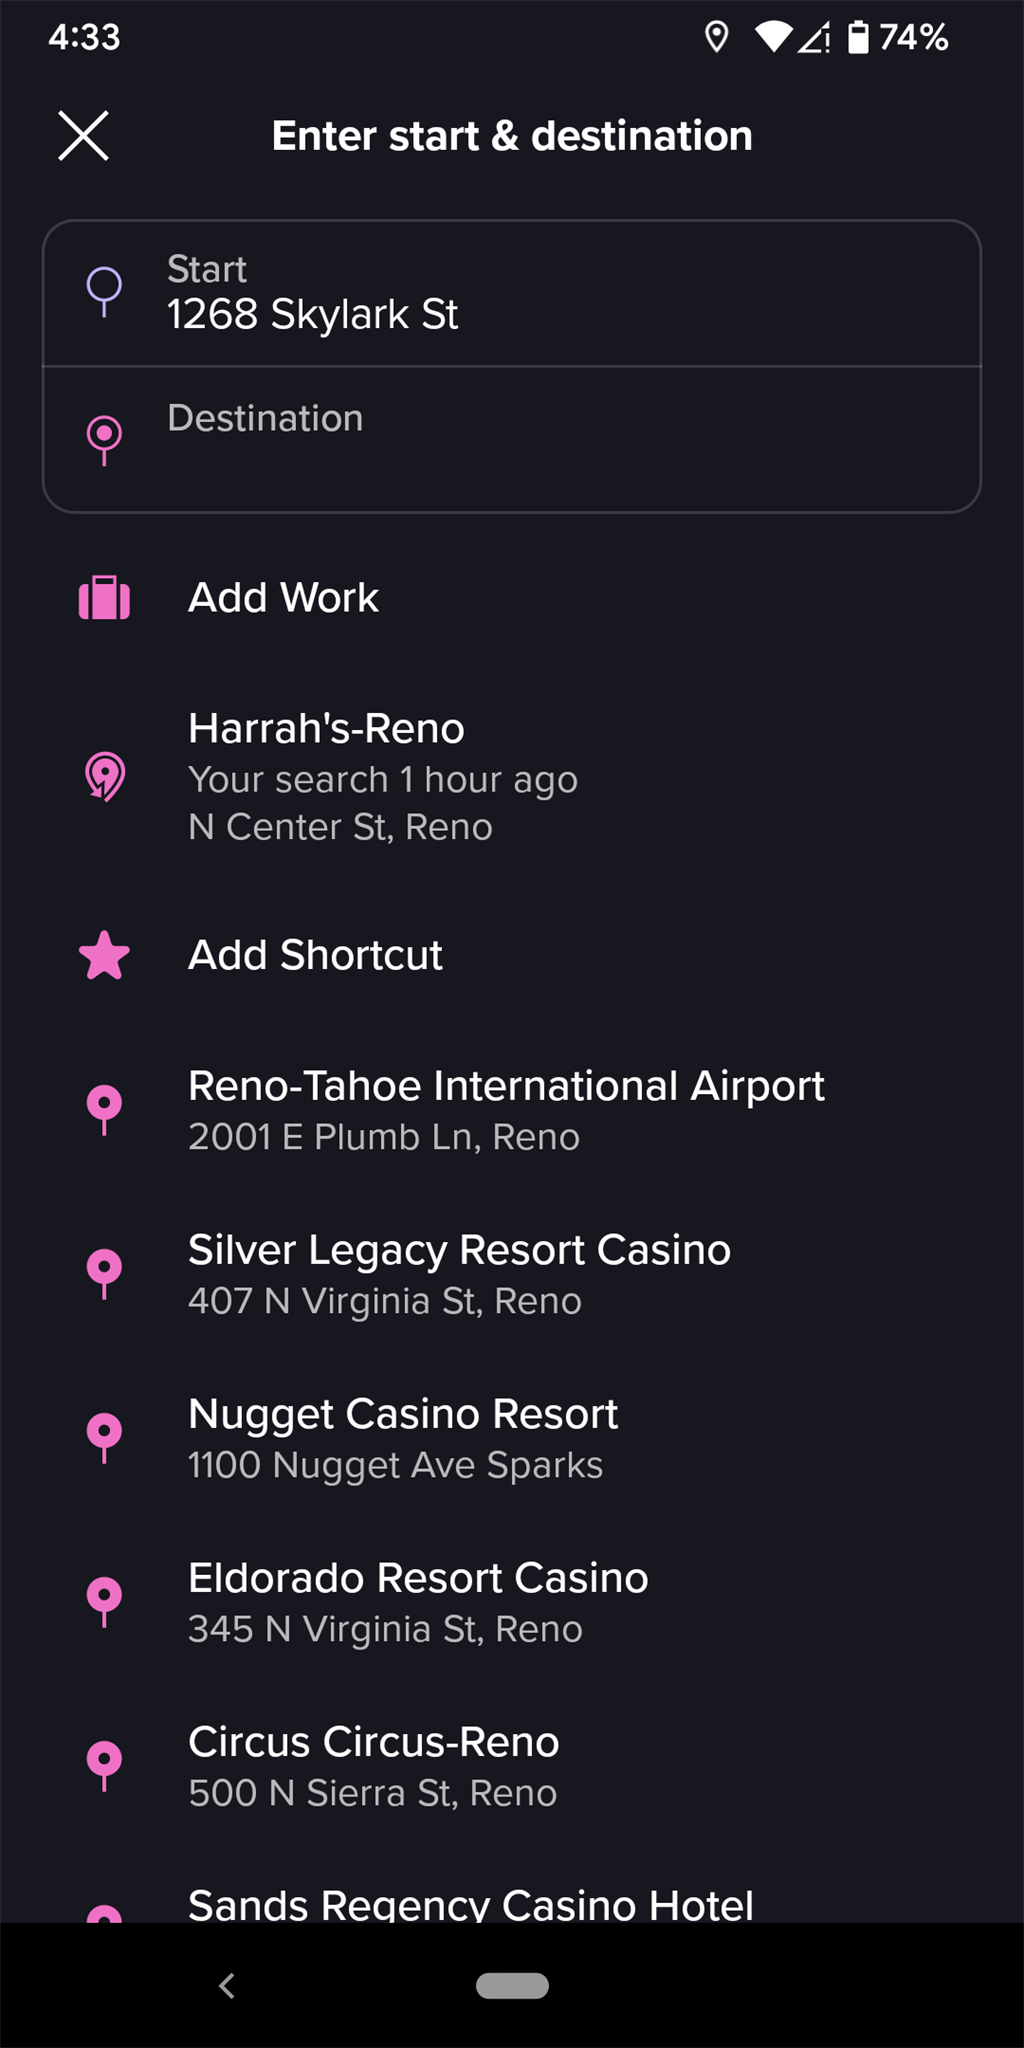 4:33
74%
Enter start & destination
Start
1268 Skylark St
Destination
Add Work
Harrah's-Reno
Your search 1 hour ago
N Center St, Reno
Add Shortcut
Reno-Tahoe International Airport
2001 E Plumb Ln, Reno
Silver Legacy Resort Casino
407 N Virginia St, Reno
Nugget Casino Resort
1100 Nugget Ave Sparks
Eldorado Resort Casino
345 N Virginia St, Reno
Circus Circus-Reno
500 N Sierra St, Reno
Sands Regency Casino Hotel